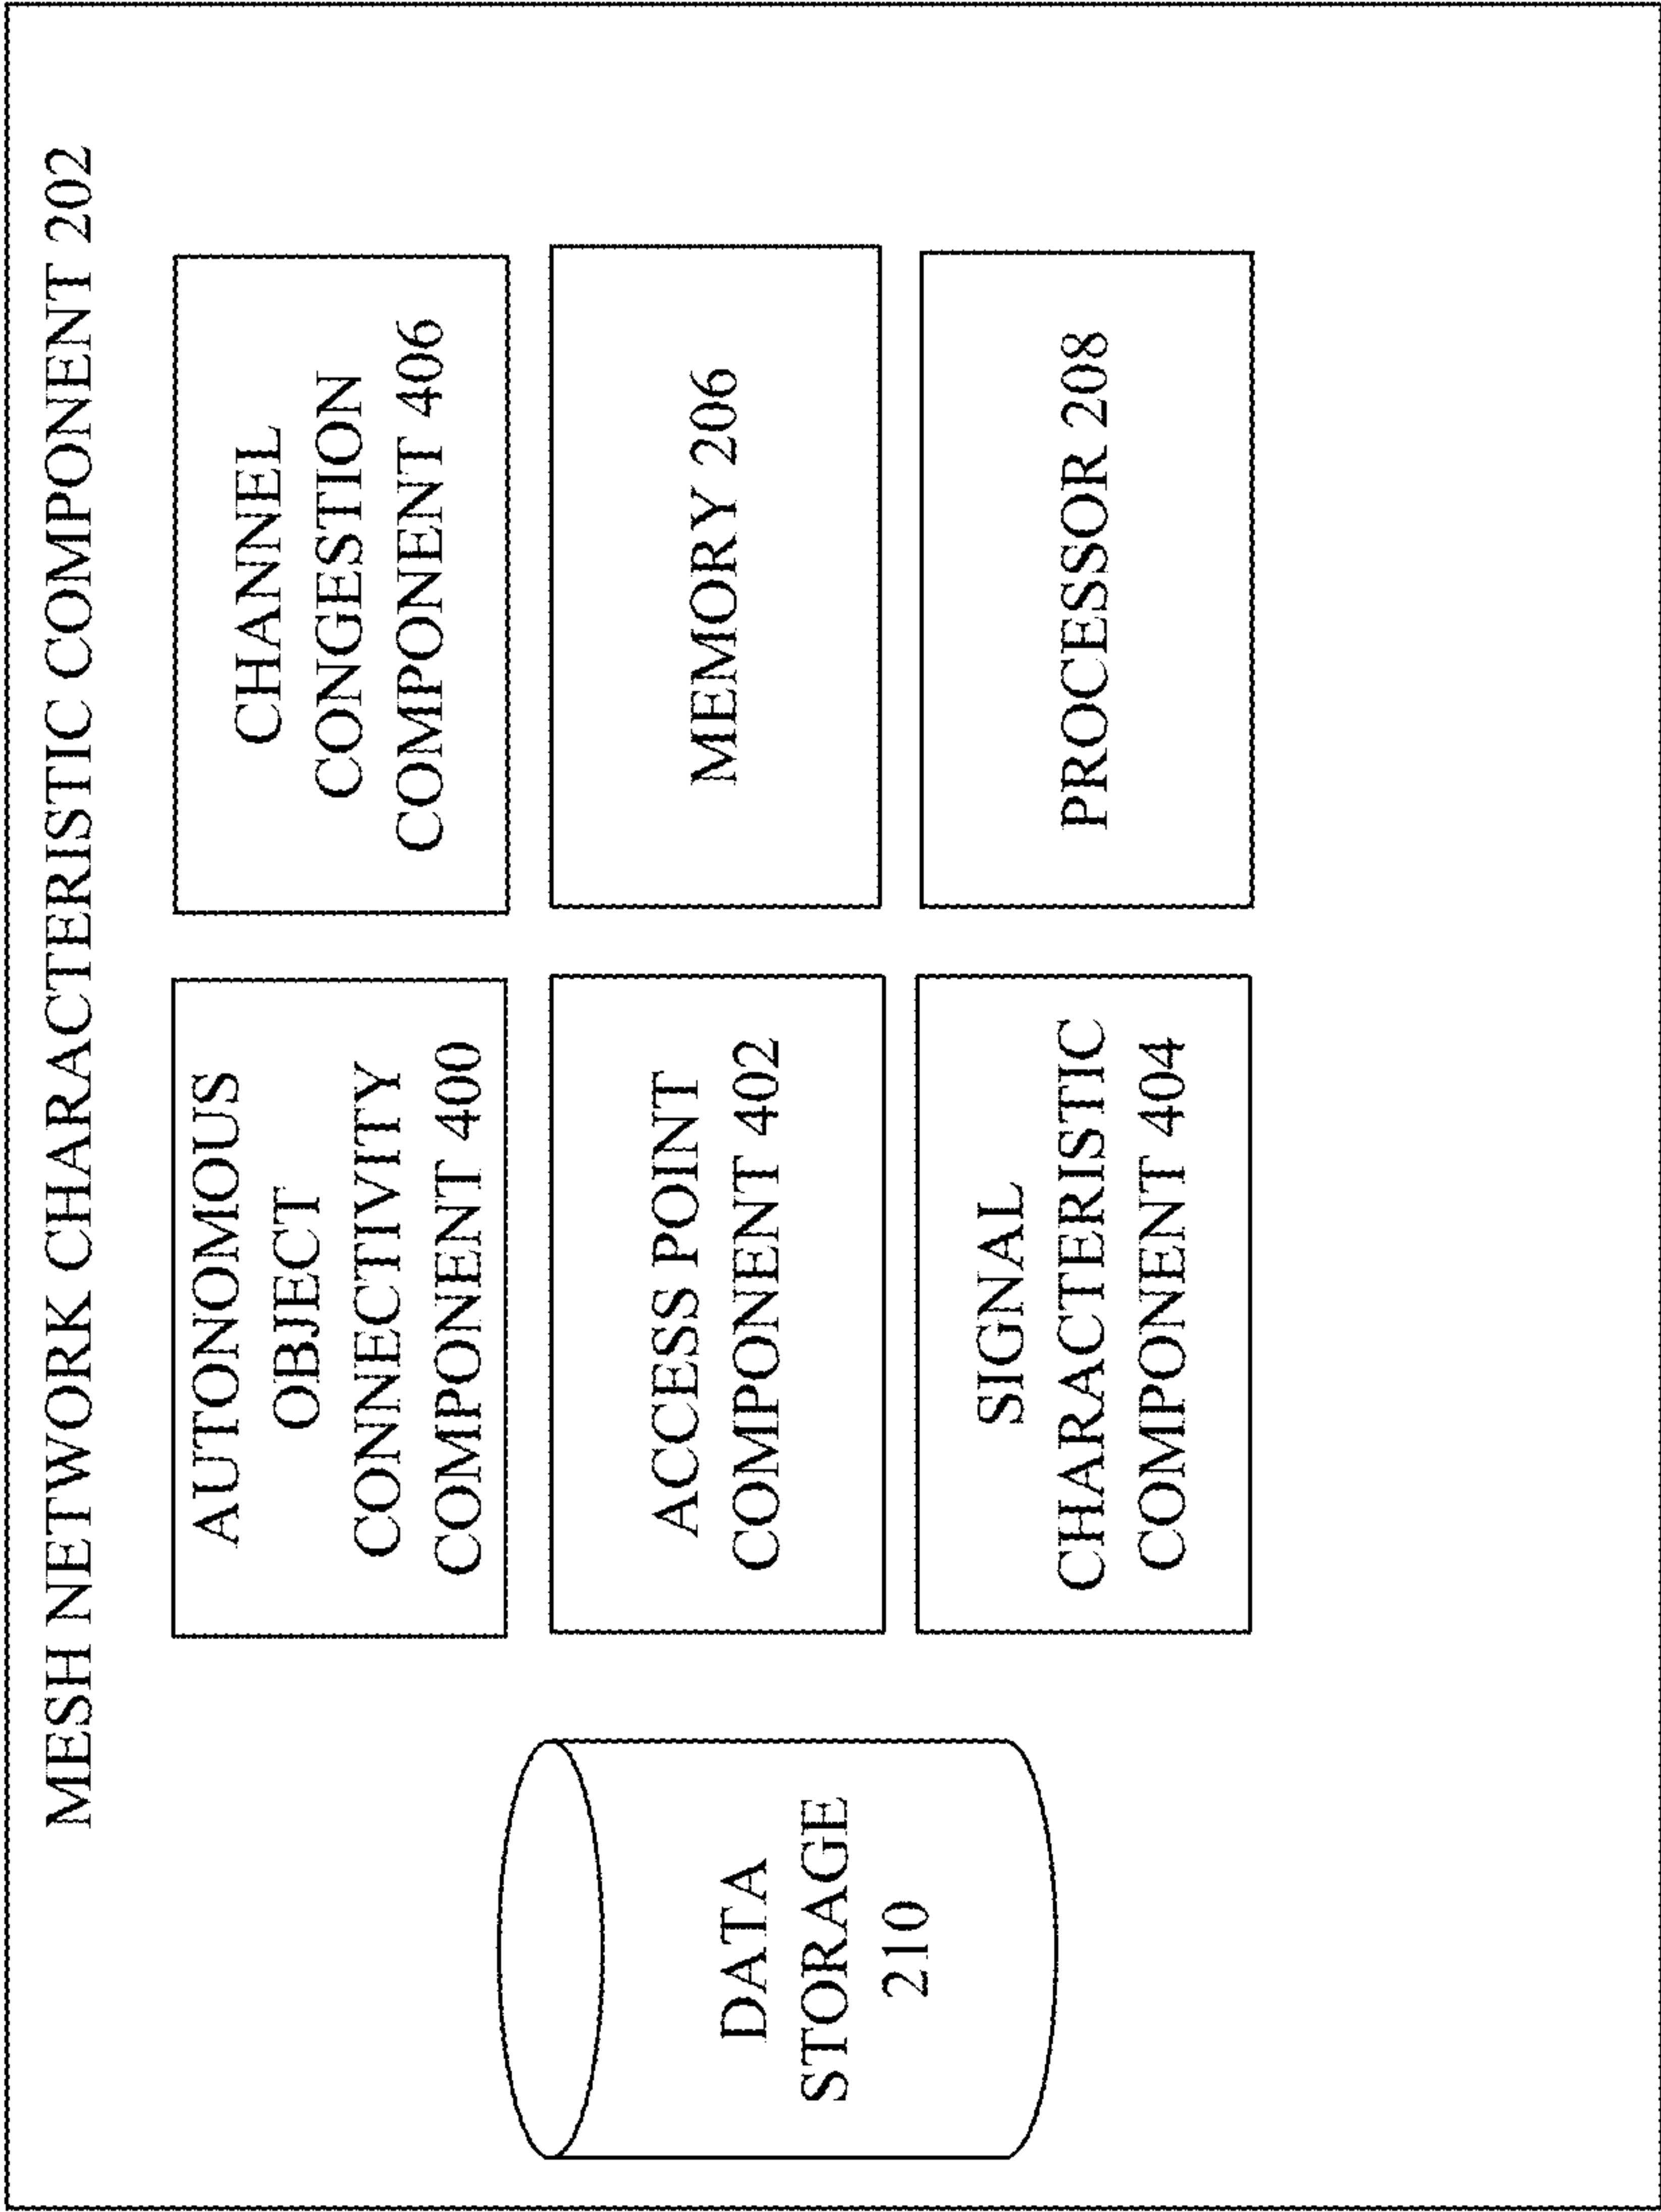 MESH NETWORK CHARACTERISTIC COMPONENT 202
DATA
STORAGE
210
AUTONOMOUS
OBJECT
CONNECTIVITY
COMPONENT 400
ACCESS POINT
COMPONENT 402
SIGNAL
CHARACTERISTIC
COMPONENT 404
CHANNEL
CONGESTION
COMPONENT 406
MEMORY 206
PROCESSOR 208